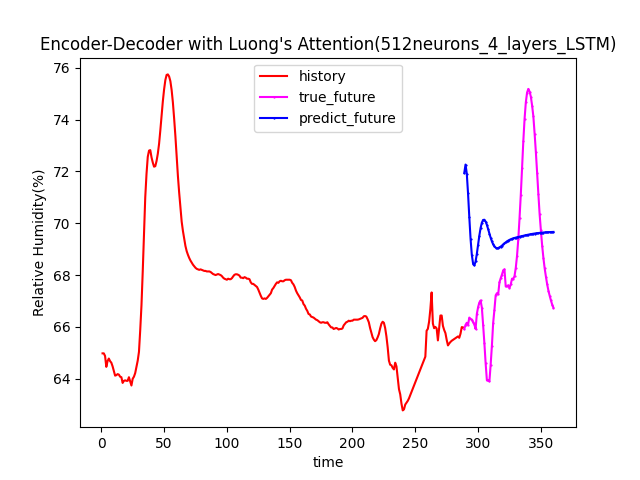 Encoder-Decoder with Luong's Attention(512neurons_4_layers_LSTM)
history
true_future
predict_future
Relative Humidity(%)
76
74
72
70
68
66
64
0
50
100
150
200
250
300
350
time